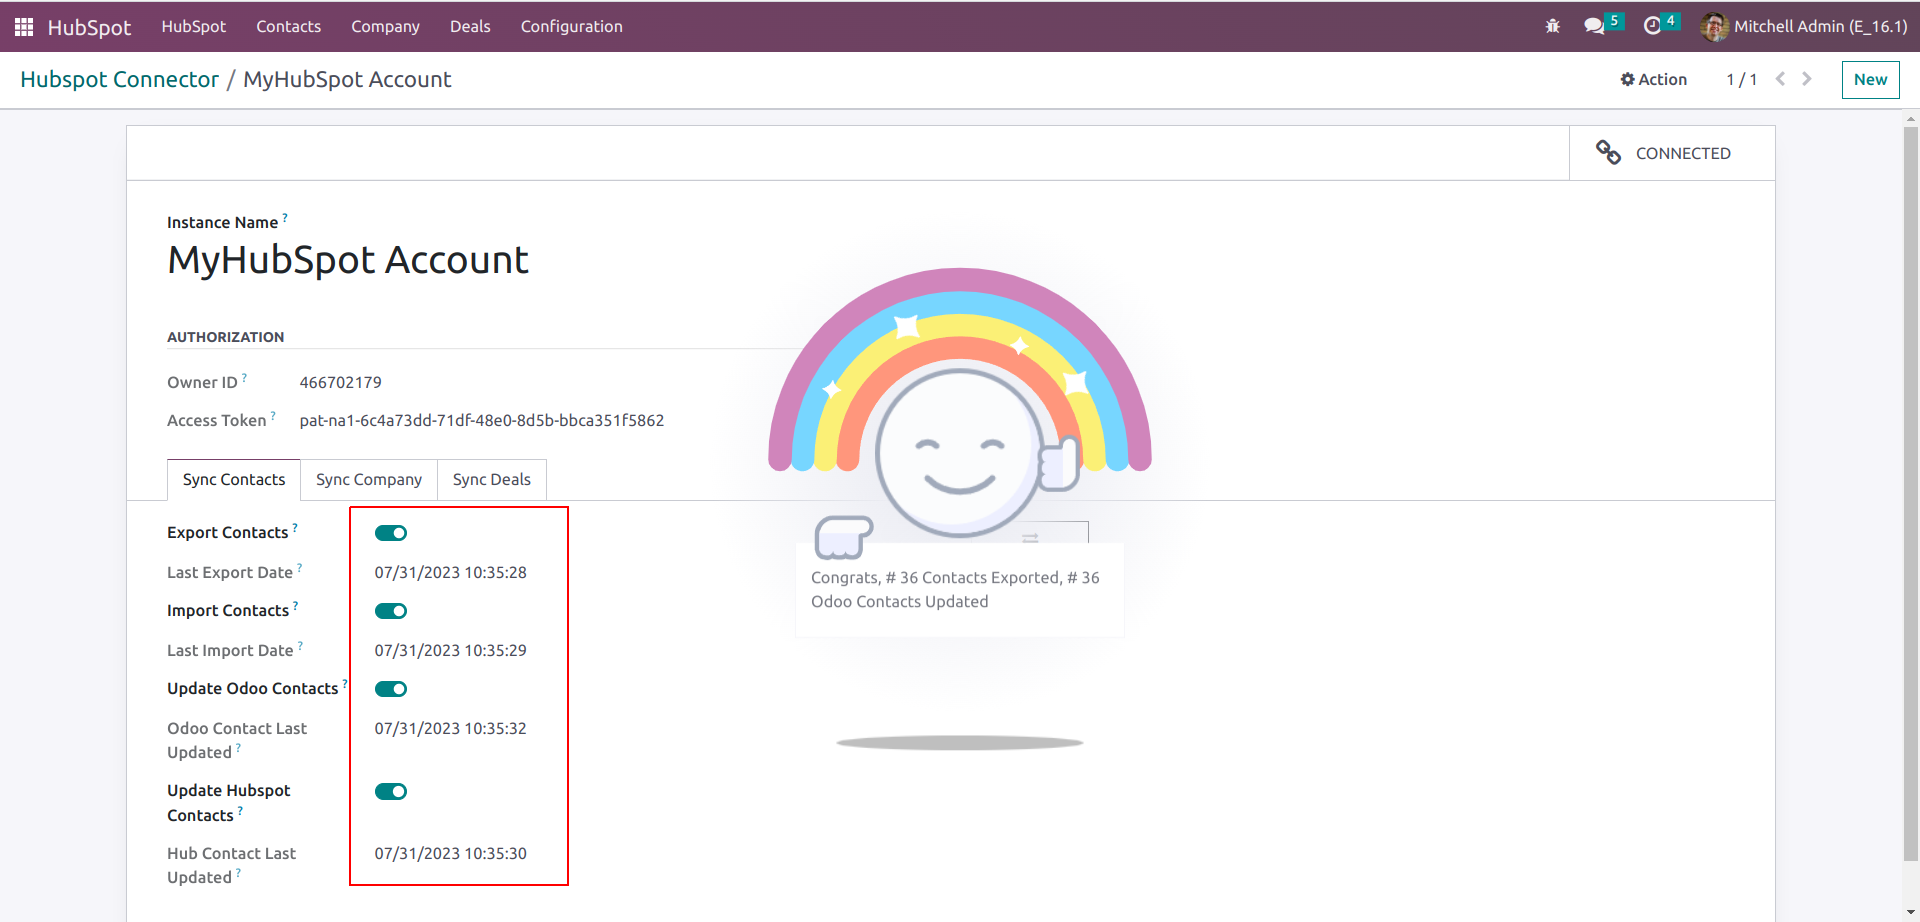 HubSpot HubSpot Contacts Company Deals Configuration 5 4 Mitchell Admin (E_16.1)
Hubspot Connector / MyHubSpot Account Action 1 / 1 New
CONNECTED
Instance Name ?
MyHubSpot Account
AUTHORIZATION
Owner ID ? 466702179
Access Token ? pat-na1-6c4a73dd-71df-48e0-8d5b-bbca351f5862
Sync Contacts Sync Company Sync Deals
Export Contacts ?
Last Export Date ? 07/31/2023 10:35:28
Import Contacts ?
Last Import Date ? 07/31/2023 10:35:29
Update Odoo Contacts ?
Odoo Contact Last 07/31/2023 10:35:32
Updated ?
Update Hubspot
Contacts ?
Hub Contact Last 07/31/2023 10:35:30
Updated ?
Congrats, # 36 Contacts Exported, # 36
Odoo Contacts Updated